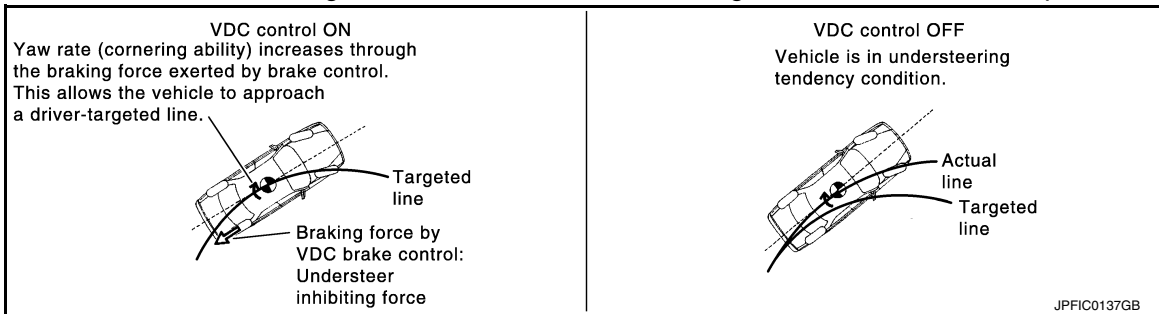 VDC control ON
Yaw rate (cornering ability) increases through
the braking force exerted by brake control.
This allows the vehicle to approach
a driver-targeted line.
Targeted
line
Braking force by
VDC brake control:
Understeer
inhibiting force
VDC control OFF
Vehicle is in understeering
tendency condition.
Actual
line
Targeted
line
JPFIC0137GB